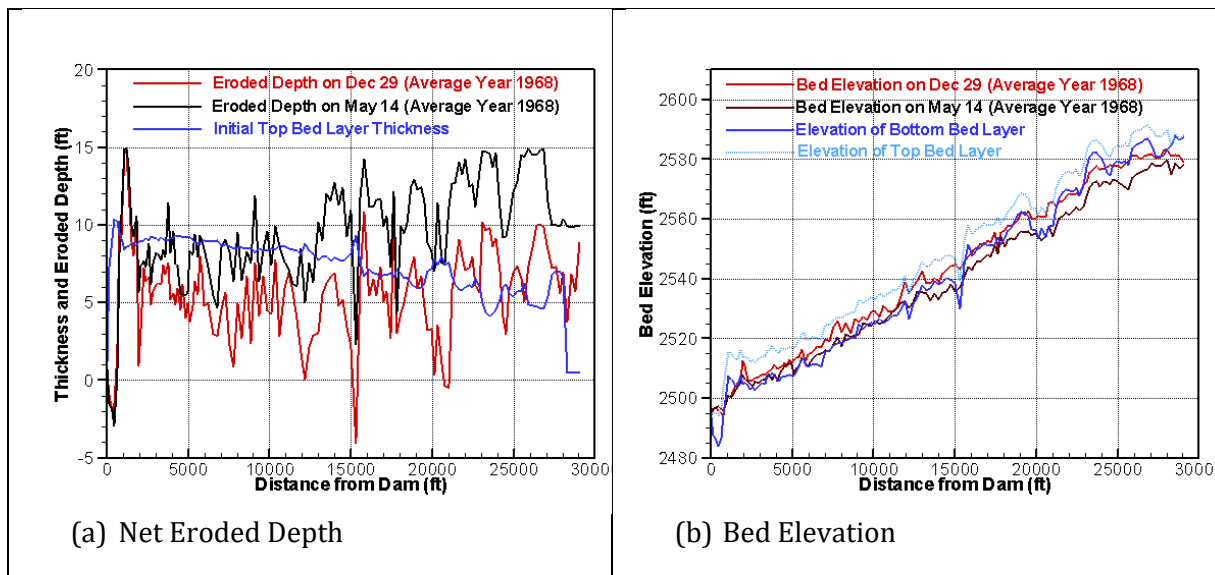 20
Eroded Depth on Dec 29 (Average Year 1968)
Eroded Depth on May 14 (Average Year 1968)
Initial Top Bed Layer Thickness
15
10
5
0
-5
Thickness and Eroded Depth (ft)
0 5000 10000 15000 20000 25000 3000
Distance from Dam (ft)
(a) Net Eroded Depth
2600
Bed Elevation on Dec 29 (Average Year 1968)
Bed Elevation on May 14 (Average Year 1968)
Elevation of Bottom Bed Layer
Elevation of Top Bed Layer
2580
2560
2540
2520
2500
2480
Bed Elevation (ft)
0 5000 10000 15000 20000 25000 3000
Distance from Dam (ft)
(b) Bed Elevation